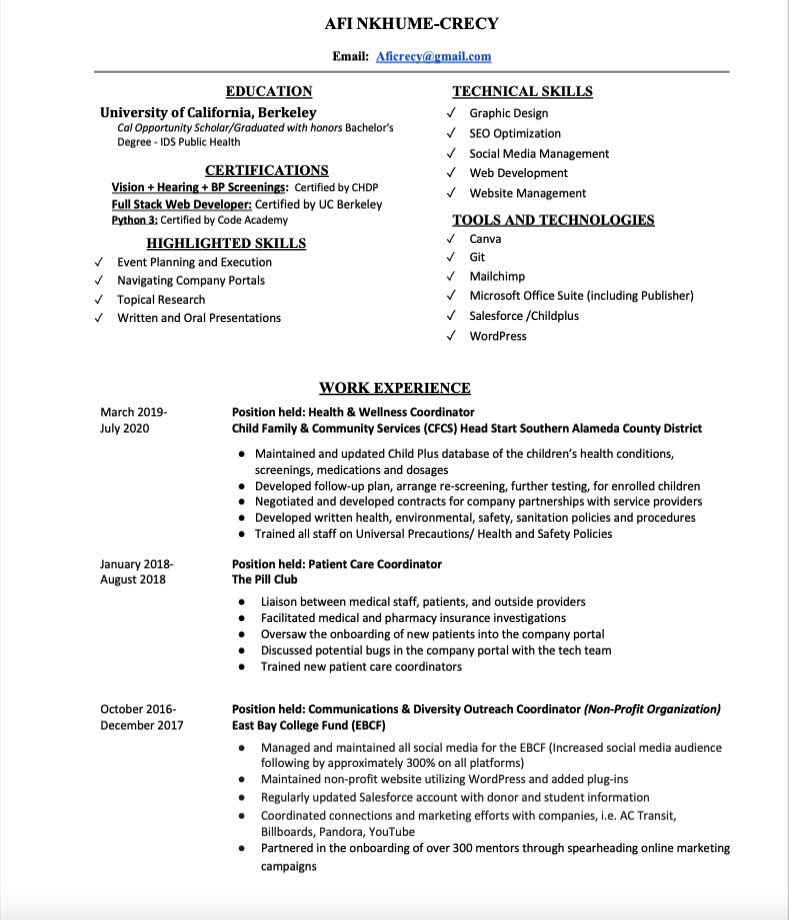 AFI NKHUME-CRECY
Email: Aficrecy@gmail.com
EDUCATION
University of California, Berkeley
Cal Opportunity Scholar/Graduated with honors Bachelor's
Degree - IDS Public Health
CERTIFICATIONS
Vision + Hearing + BP Screenings: Certified by CHDP
Full Stack Web Developer: Certified by UC Berkeley
Python 3: Certified by Code Academy
HIGHLIGHTED SKILLS
✓ Event Planning and Execution
✓ Navigating Company Portals
✓ Topical Research
✓ Written and Oral Presentations
TECHNICAL SKILLS
✓ Graphic Design
✓ SEO Optimization
✓ Social Media Management
✓ Web Development
✓ Website Management
TOOLS AND TECHNOLOGIES
✓ Canva
✓ Git
✓ Mailchimp
✓ Microsoft Office Suite (including Publisher)
✓ Salesforce /Childplus
✓ WordPress
WORK EXPERIENCE
March 2019-
July 2020
Position held: Health & Wellness Coordinator
Child Family & Community Services (CFCS) Head Start Southern Alameda County District
● Maintained and updated Child Plus database of the children's health conditions,
screenings, medications and dosages
● Developed follow-up plan, arrange re-screening, further testing, for enrolled children
● Negotiated and developed contracts for company partnerships with service providers
● Developed written health, environmental, safety, sanitation policies and procedures
● Trained all staff on Universal Precautions/ Health and Safety Policies
January 2018-
August 2018
Position held: Patient Care Coordinator
The Pill Club
● Liaison between medical staff, patients, and outside providers
● Facilitated medical and pharmacy insurance investigations
● Oversaw the onboarding of new patients into the company portal
● Discussed potential bugs in the company portal with the tech team
● Trained new patient care coordinators
October 2016-
December 2017
Position held: Communications & Diversity Outreach Coordinator (Non-Profit Organization)
East Bay College Fund (EBCF)
● Managed and maintained all social media for the EBCF (Increased social media audience
following by approximately 300% on all platforms)
● Maintained non-profit website utilizing WordPress and added plug-ins
● Regularly updated Salesforce account with donor and student information
● Coordinated connections and marketing efforts with companies, i.e. AC Transit,
Billboards, Pandora, YouTube
● Partnered in the onboarding of over 300 mentors through spearheading online marketing
campaigns